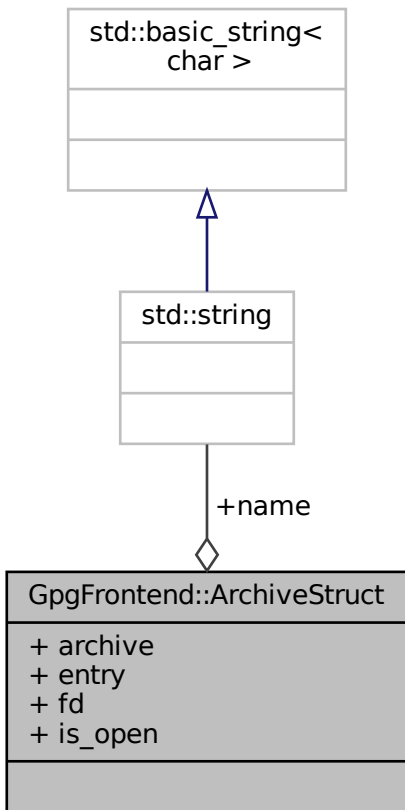 std::basic_string<
char >
std::string
+name
GpgFrontend::ArchiveStruct
+ archive
+ entry
+ fd
+ is_open